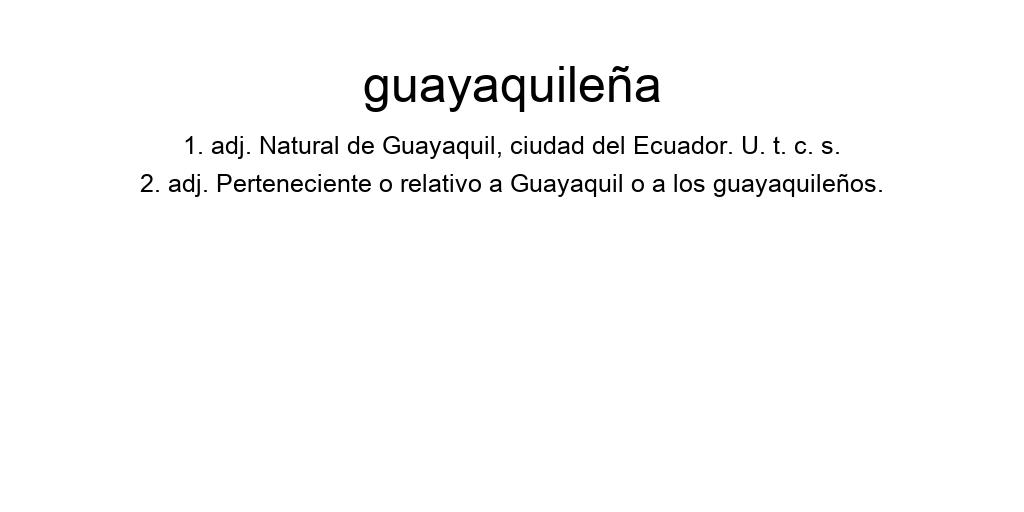 guayaquileña
1. adj. Natural de Guayaquil, ciudad del Ecuador. U. t. c. s.
2. adj. Perteneciente o relativo a Guayaquil o a los guayaquileños.